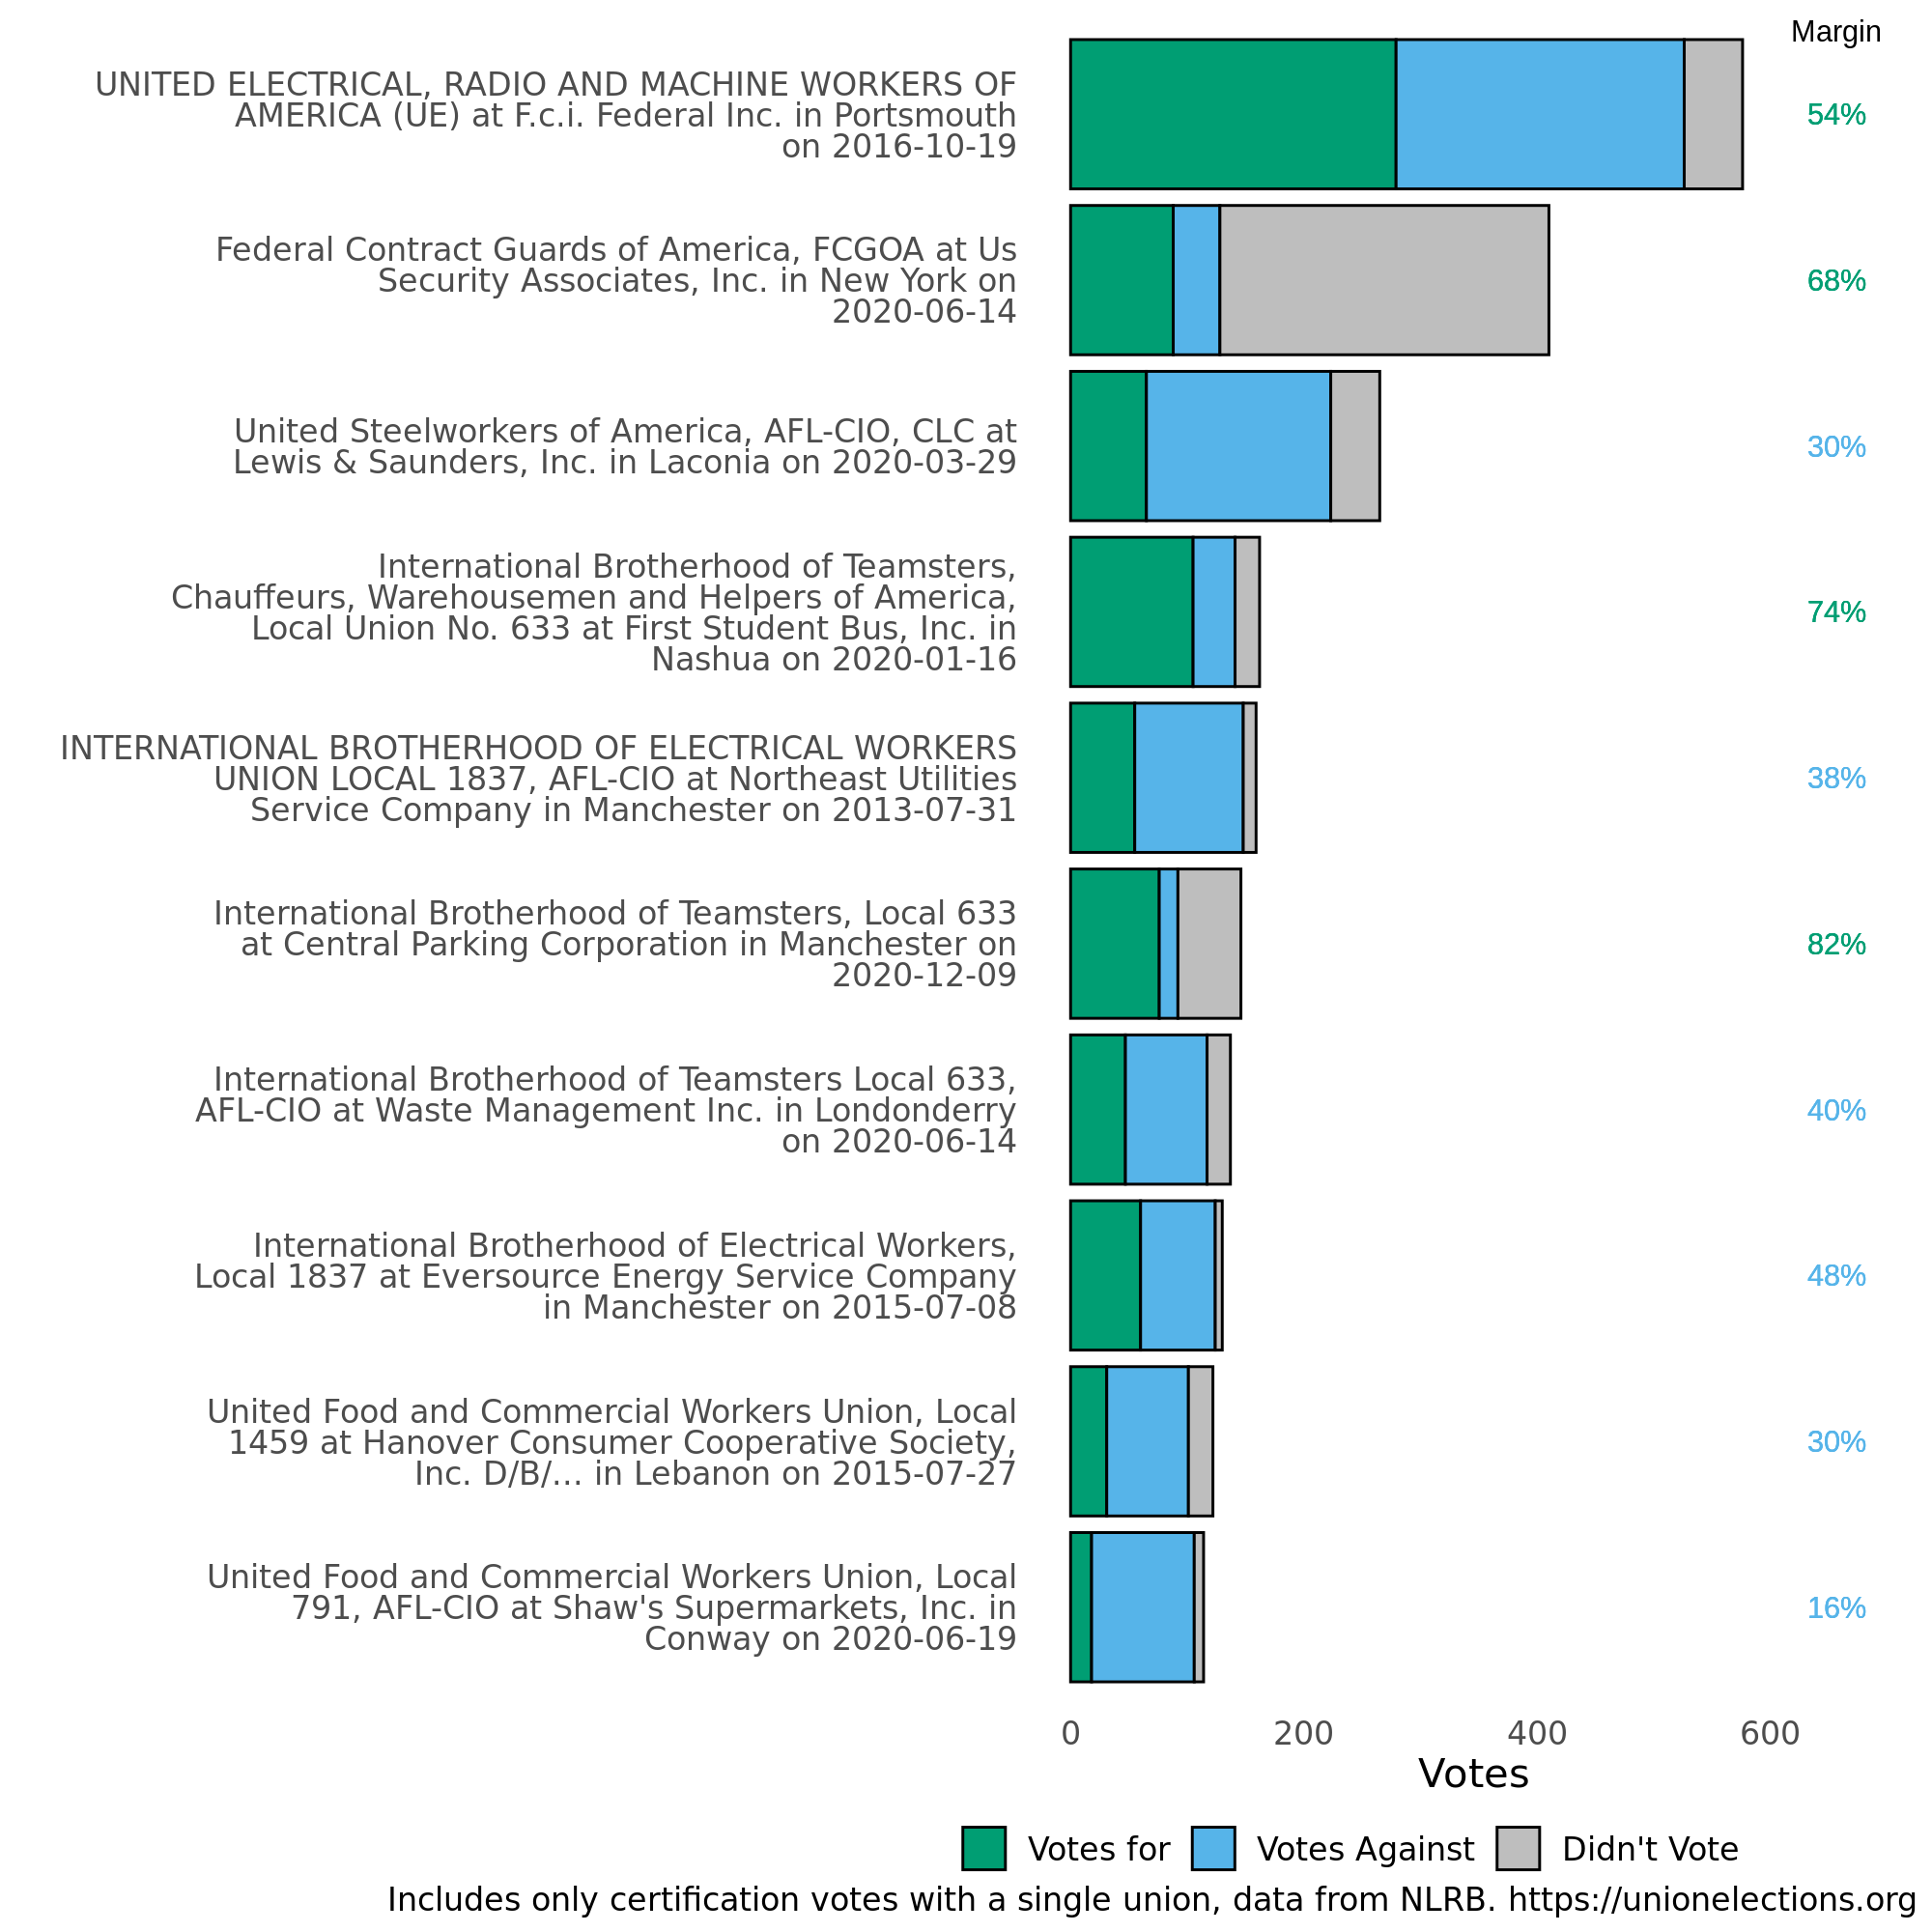 Margin
UNITED ELECTRICAL, RADIO AND MACHINE WORKERS OF
AMERICA (UE) at F.c.i. Federal Inc. in Portsmouth
on 2016-10-19
54%
Federal Contract Guards of America, FCGOA at Us
Security Associates, Inc. in New York on
2020-06-14
68%
United Steelworkers of America, AFL-CIO, CLC at
Lewis & Saunders, Inc. in Laconia on 2020-03-29
30%
International Brotherhood of Teamsters,
Chauffeurs, Warehousemen and Helpers of America,
Local Union No. 633 at First Student Bus, Inc. in
Nashua on 2020-01-16
74%
INTERNATIONAL BROTHERHOOD OF ELECTRICAL WORKERS
UNION LOCAL 1837, AFL-CIO at Northeast Utilities
Service Company in Manchester on 2013-07-31
38%
International Brotherhood of Teamsters, Local 633
at Central Parking Corporation in Manchester on
2020-12-09
82%
International Brotherhood of Teamsters Local 633,
AFL-CIO at Waste Management Inc. in Londonderry
on 2020-06-14
40%
International Brotherhood of Electrical Workers,
Local 1837 at Eversource Energy Service Company
in Manchester on 2015-07-08
48%
United Food and Commercial Workers Union, Local
1459 at Hanover Consumer Cooperative Society,
Inc. D/B/... in Lebanon on 2015-07-27
30%
United Food and Commercial Workers Union, Local
791, AFL-CIO at Shaw's Supermarkets, Inc. in
Conway on 2020-06-19
16%
0 200 400 600
Votes
Votes for Votes Against Didn't Vote
Includes only certification votes with a single union, data from NLRB. https://unionelections.org